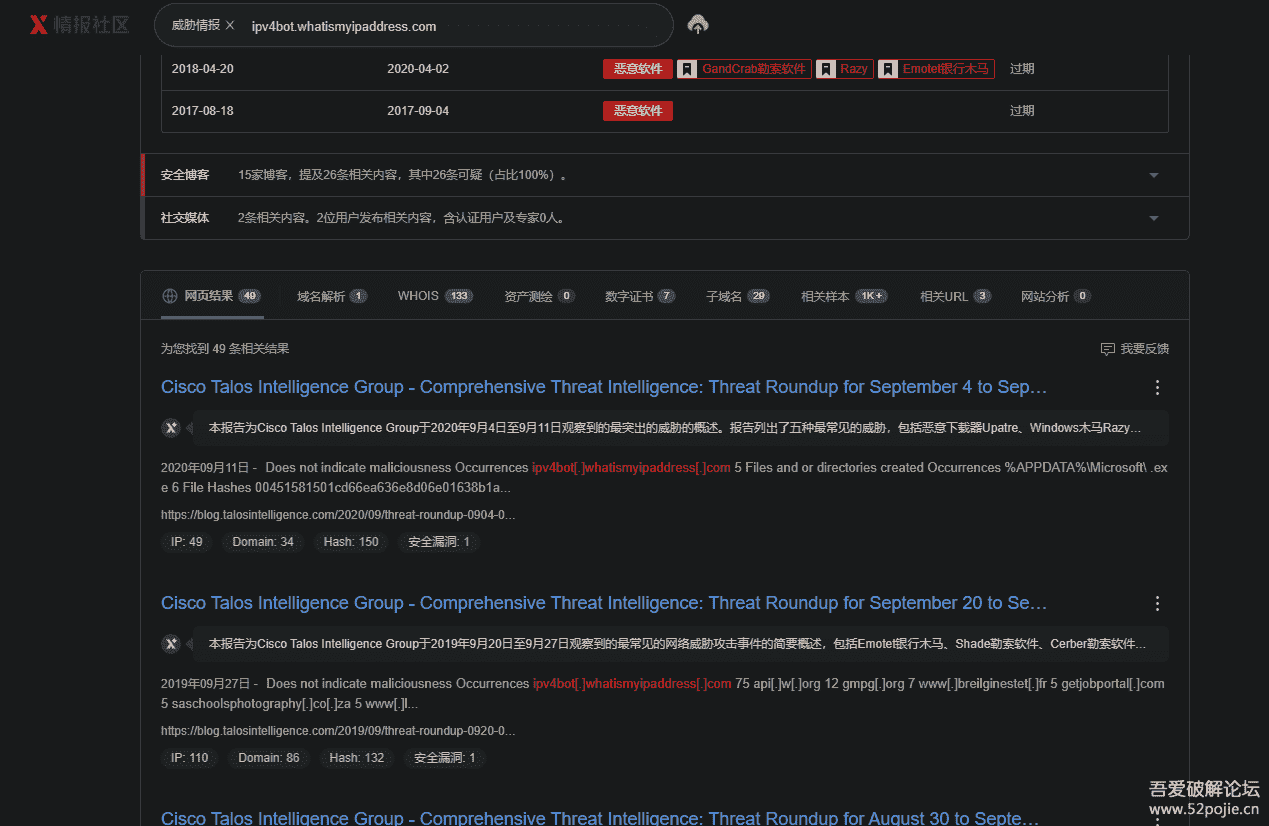 X 情报社区
威胁情报 × ipv4bot.whatismyipaddress.com
2018-04-20 2020-04-02 恶意软件 GandCrab勒索软件 Razy Emotet银行木马 过期
2017-08-18 2017-09-04 恶意软件 过期
安全博客 15家博客，提及26条相关内容，其中26条可疑（占比100%）。
社交媒体 2条相关内容。2位用户发布相关内容，含认证用户及专家0人。
网页结果 49 域名解析 1 WHOIS 133 资产测绘 0 数字证书 7 子域名 29 相关样本 1K+ 相关URL 3 网站分析 0
为您找到 49 条相关结果 我要反馈
Cisco Talos Intelligence Group - Comprehensive Threat Intelligence: Threat Roundup for September 4 to Sep…
本报告为Cisco Talos Intelligence Group于2020年9月4日至9月11日观察到的最突出的威胁的概述。报告列出了五种最常见的威胁，包括恶意下载器Upatre、Windows木马Razy…
2020年09月11日 - Does not indicate maliciousness Occurrences ipv4bot[.]whatismyipaddress[.]com 5 Files and or directories created Occurrences %APPDATA%\Microsoft\ .ex
e 6 File Hashes 00451581501cd66ea636e8d06e01638b1a...
https://blog.talosintelligence.com/2020/09/threat-roundup-0904-0...
IP: 49 Domain: 34 Hash: 150 安全漏洞: 1
Cisco Talos Intelligence Group - Comprehensive Threat Intelligence: Threat Roundup for September 20 to Se…
本报告为Cisco Talos Intelligence Group于2019年9月20日至9月27日观察到的最常见的网络威胁攻击事件的简要概述，包括Emotet银行木马、Shade勒索软件、Cerber勒索软件…
2019年09月27日 - Does not indicate maliciousness Occurrences ipv4bot[.]whatismyipaddress[.]com 75 api[.]w[.]org 12 gmpg[.]org 7 www[.]breilginestet[.]fr 5 getjobportal[.]com
5 saschoolsphotography[.]co[.]za 5 www[.]l...
https://blog.talosintelligence.com/2019/09/threat-roundup-0920-0...
IP: 110 Domain: 86 Hash: 132 安全漏洞: 1
Cisco Talos Intelligence Group - Comprehensive Threat Intelligence: Threat Roundup for August 30 to Septe…
吾爱破解论坛
www.52pojie.cn